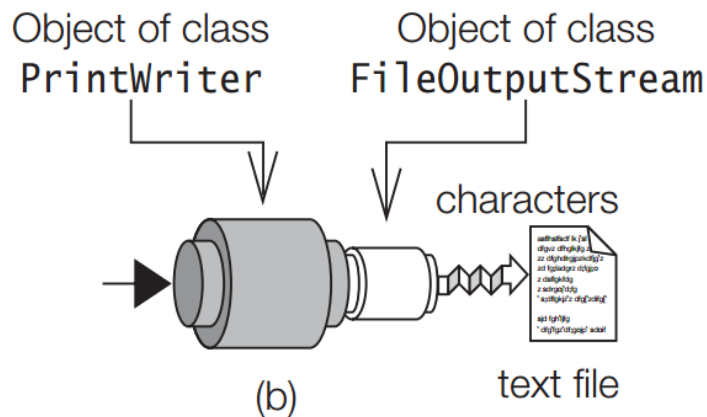 Object of class
PrintWriter
Object of class
FileOutputStream
characters
text file
(b)